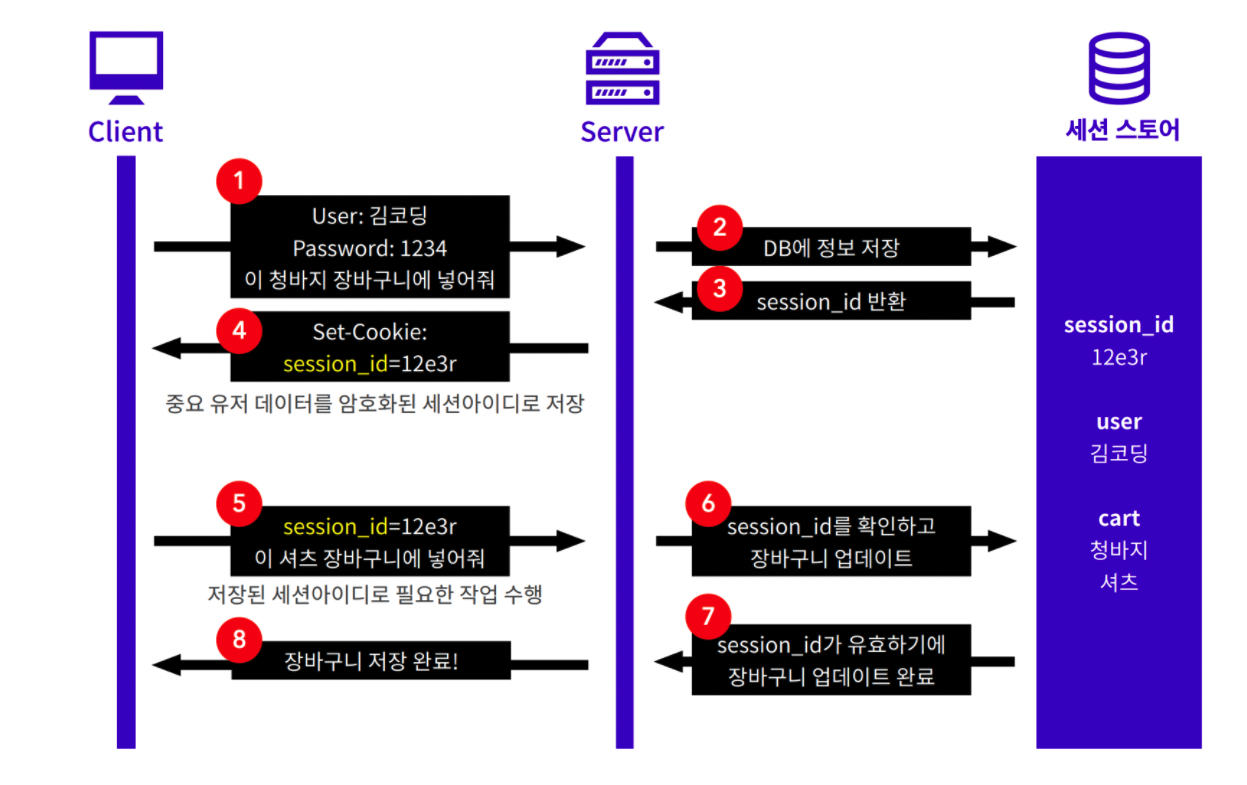 Client
Server
세션 스토어
1
User: 김코딩
Password: 1234
이 청바지 장바구니에 넣어줘
2
DB에 정보 저장
3
session_id 반환
4
Set-Cookie:
session_id=12e3r
중요 유저 데이터를 암호화된 세션아이디로 저장
5
session_id=12e3r
이 셔츠 장바구니에 넣어줘
저장된 세션아이디로 필요한 작업 수행
6
session_id를 확인하고
장바구니 업데이트
7
session_id가 유효하기에
장바구니 업데이트 완료
8
장바구니 저장 완료!
session_id
12e3r
user
김코딩
cart
청바지
셔츠